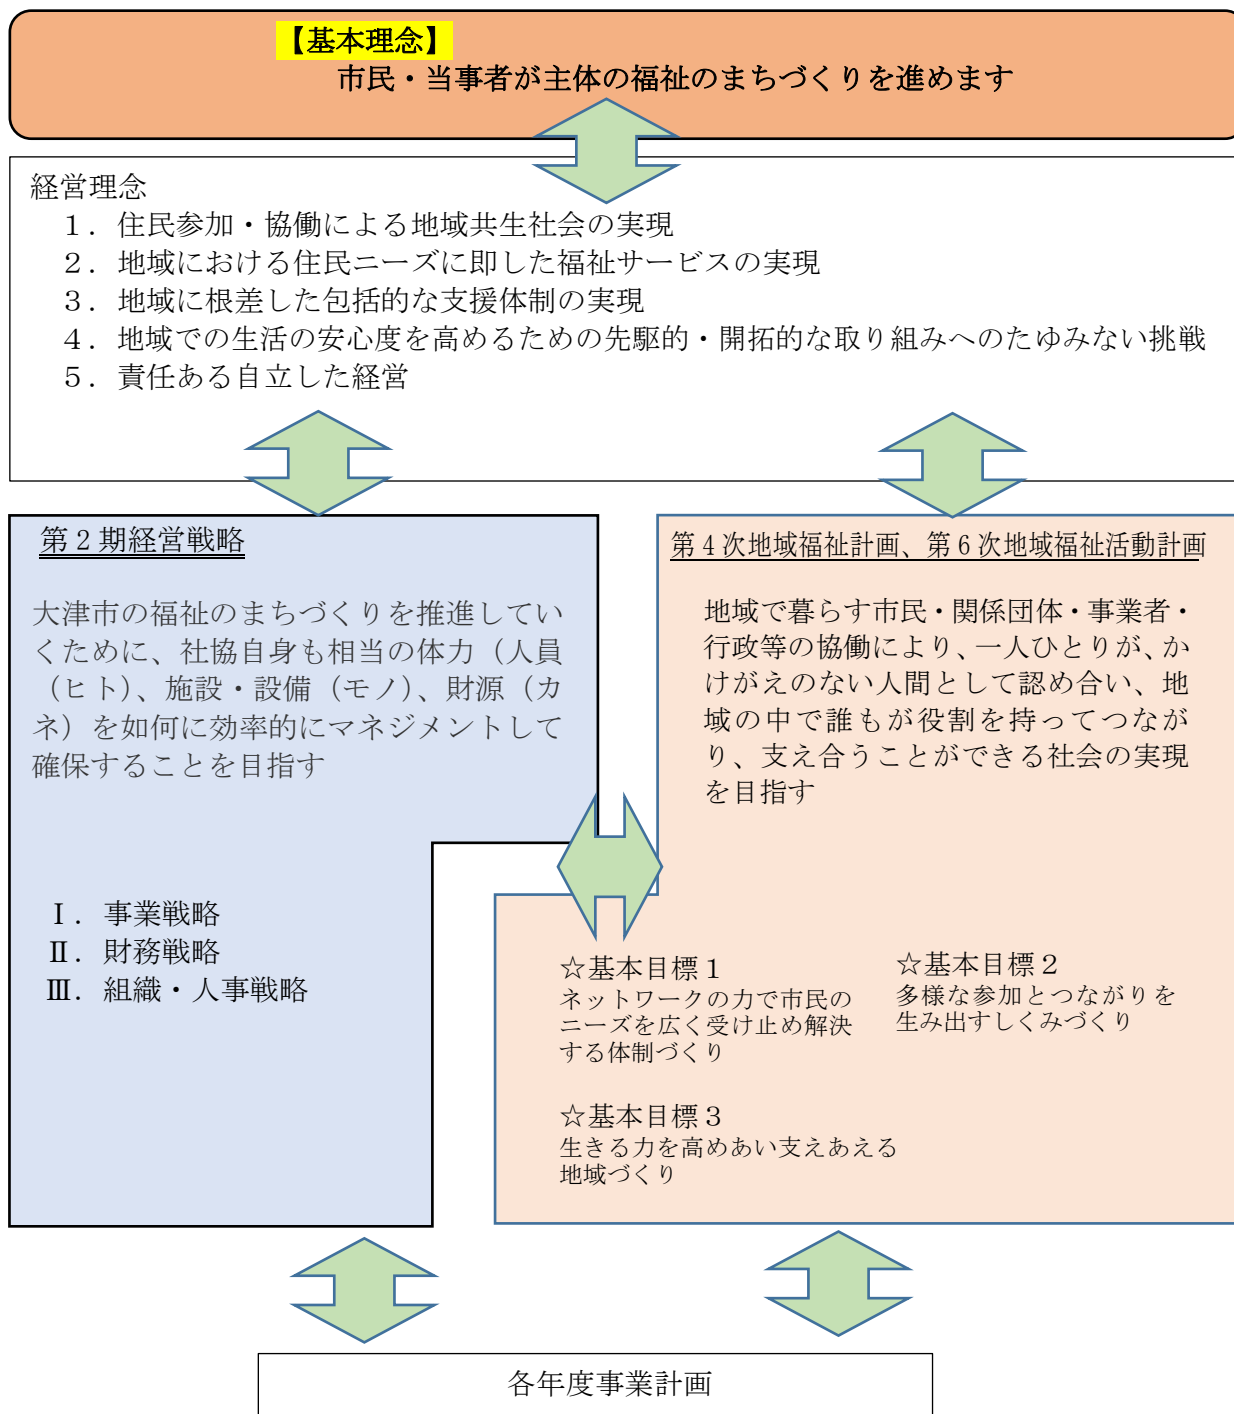 【基本理念】
市民・当事者が主体の福祉のまちづくりを進めます
経営理念
１．住民参加・協働による地域共生社会の実現
２．地域における住民ニーズに即した福祉サービスの実現
３．地域に根差した包括的な支援体制の実現
４．地域での生活の安心度を高めるための先駆的・開拓的な取り組みへのたゆみない挑戦
５．責任ある自立した経営
第２期経営戦略
大津市の福祉のまちづくりを推進してい
くために、社協自身も相当の体力（人員
（ヒト）、施設・設備（モノ）、財源（カ
ネ）を如何に効率的にマネジメントして
確保することを目指す
Ⅰ．事業戦略
Ⅱ．財務戦略
Ⅲ．組織・人事戦略
第４次地域福祉計画、第６次地域福祉活動計画
地域で暮らす市民・関係団体・事業者・
行政等の協働により、一人ひとりが、か
けがえのない人間として認め合い、地
域の中で誰もが役割を持ってつなが
り、支え合うことができる社会の実現
を目指す
☆基本目標１
ネットワークの力で市民の
ニーズを広く受け止め解決
する体制づくり
☆基本目標２
多様な参加とつながりを
生み出すしくみづくり
☆基本目標３
生きる力を高めあい支えあえる
地域づくり
各年度事業計画